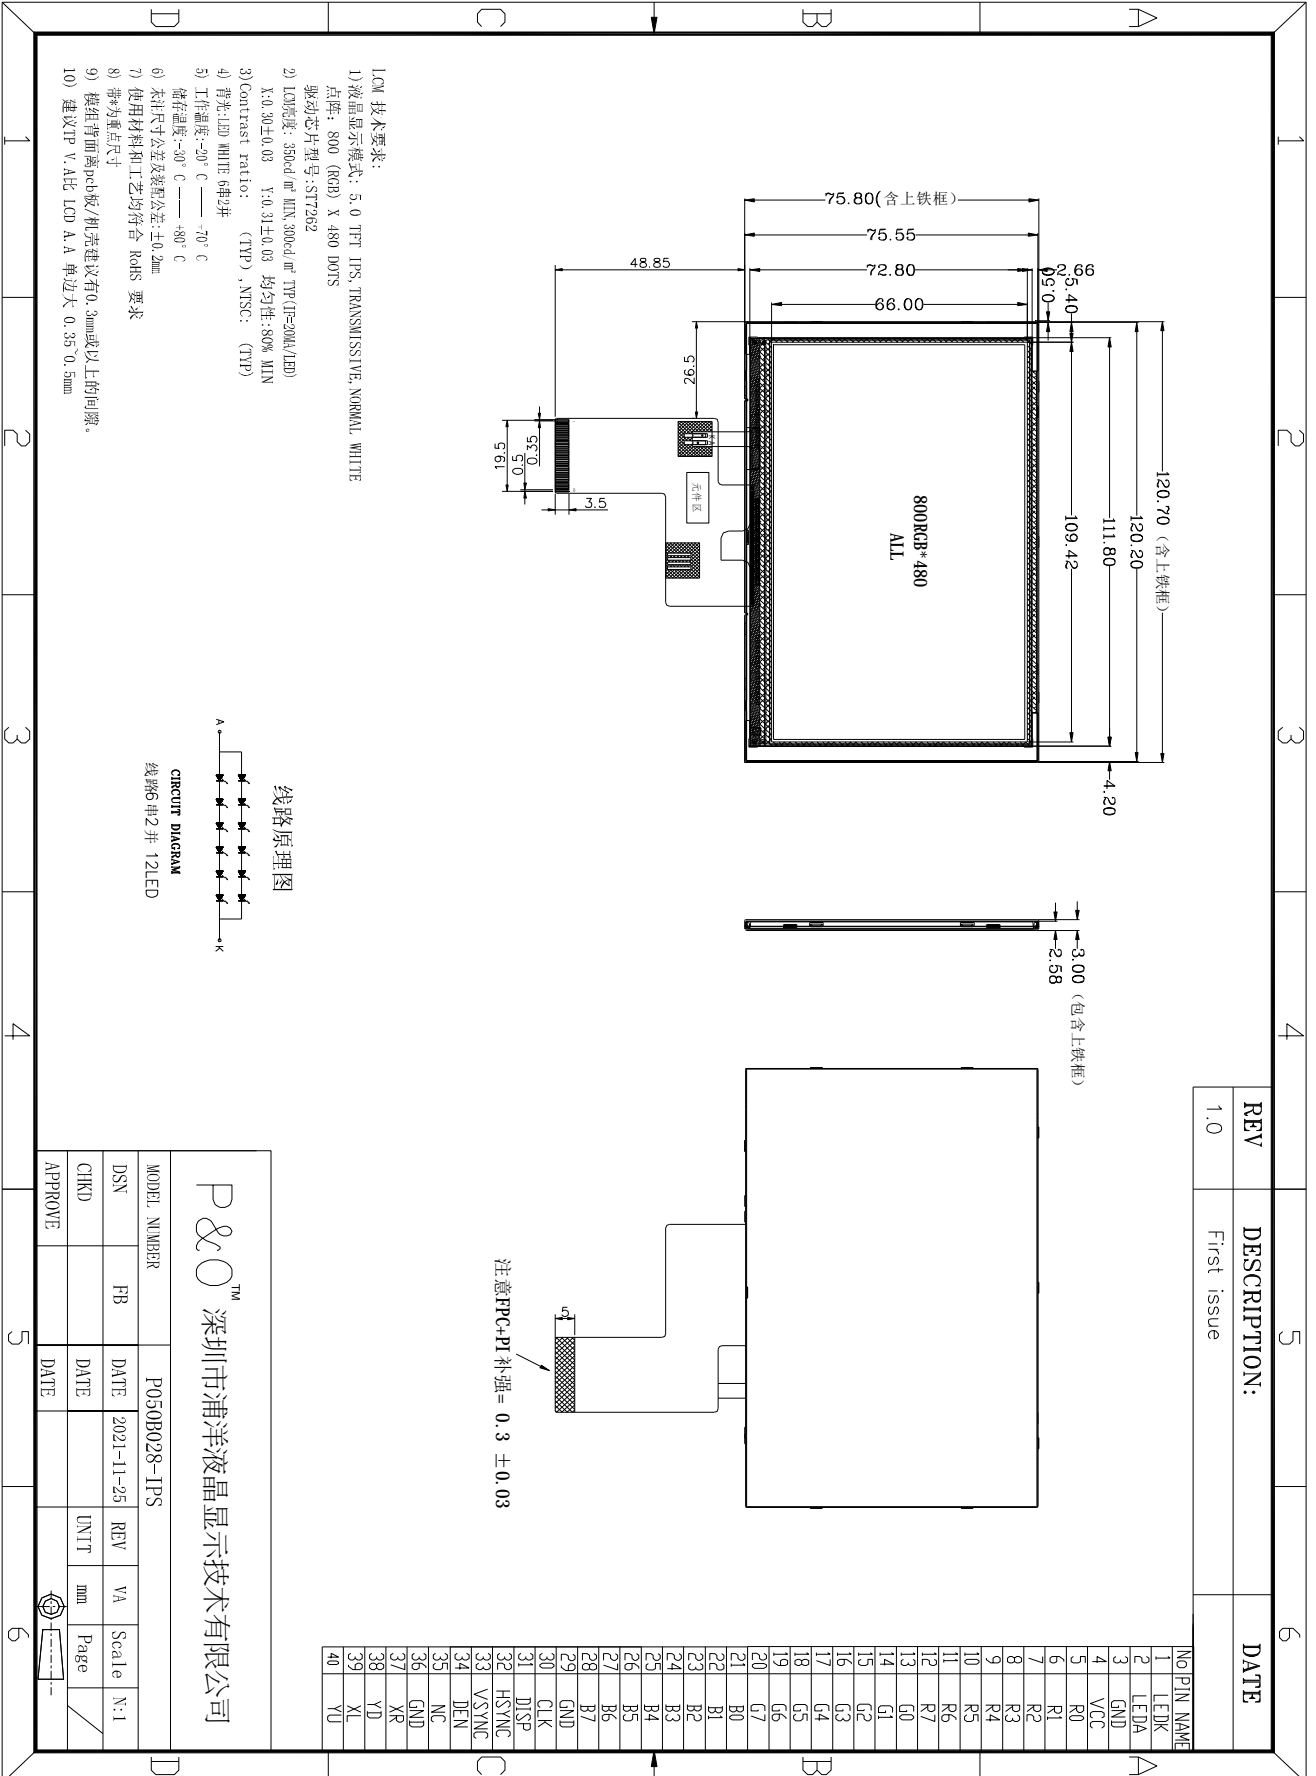 A
B
C
D
1
2
3
4
5
6
REV
DESCRIPTION:
DATE
1.0
First issue
75.80(含上铁框)
75.55
72.80
66.00
2.66
0.50
5.40
48.85
26.5
120.70 (含上铁框)
120.20
111.80
109.42
4.20
800RGB*480
ALL
元件区
3.5
0.35
0.5
19.5
3.00 (包含上铁框)
2.58
5
注意FPC+PI 补强= 0.3 ±0.03
LCM 技术要求:
1)液晶显示模式: 5.0 TFT IPS, TRANSMISSIVE, NORMAL WHITE
点阵: 800 (RGB) X 480 DOTS
驱动芯片型号:ST7262
2) LCM亮度: 350cd/㎡ MIN,300cd/㎡ TYP(IF=20MA/LED)
X:0.30±0.03 Y:0.31±0.03 均匀性:80% MIN
3)Contrast ratio: (TYP) , NTSC: (TYP)
4) 背光:LED WHITE 6串2并
5) 工作温度:-20° C —— +70° C
储存温度:-30° C —— +80° C
6) 未注尺寸公差及装配公差:±0.2mm
7) 使用材料和工艺均符合 RoHS 要求
8) 带*为重点尺寸
9) 模组背面离pcb板/机壳建议有0.3mm或以上的间隙。
10) 建议TP V.A比 LCD A.A 单边大 0.35~0.5mm
线路原理图
A
K
CIRCUIT DIAGRAM
线路6串2并 12LED
No PIN NAME
1 LEDK
2 LEDA
3 GND
4 VCC
5 R0
6 R1
7 R2
8 R3
9 R4
10 R5
11 R6
12 R7
13 G0
14 G1
15 G2
16 G3
17 G4
18 G5
19 G6
20 G7
21 B0
22 B1
23 B2
24 B3
25 B4
26 B5
27 B6
28 B7
29 GND
30 CLK
31 DISP
32 HSYNC
33 VSYNC
34 DEN
35 NC
36 GND
37 XR
38 YD
39 XL
40 YU
P&O™ 深圳市浦洋液晶显示技术有限公司
MODEL NUMBER P050B028-IPS
DSN FB DATE 2021-11-25 REV VA Scale N:1
CHKD DATE UNIT mm Page
APPROVE DATE
A
B
C
D
1
2
3
4
5
6